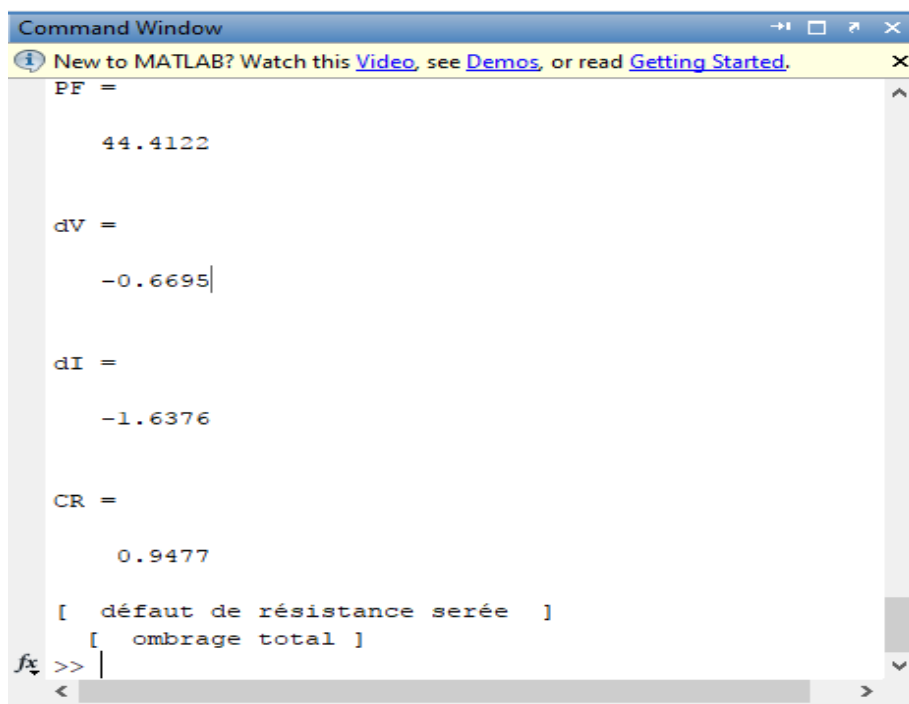 Command Window
New to MATLAB? Watch this Video, see Demos, or read Getting Started.
PF =
44.4122
dV =
-0.6695
dI =
-1.6376
CR =
0.9477
[ défaut de résistance serée ]
[ ombrage total ]
fx >>